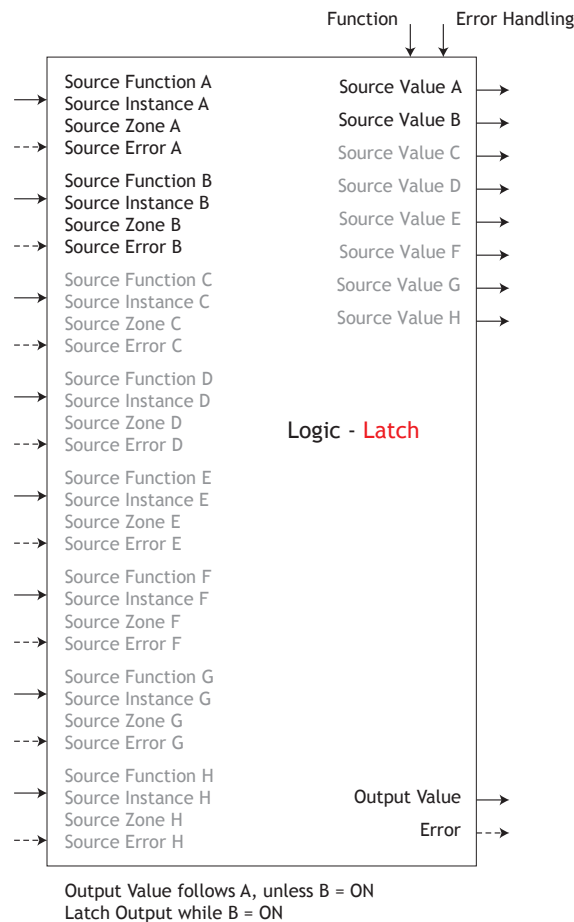 Function
Error Handling
Source Function A
Source Instance A
Source Zone A
Source Error A
Source Function B
Source Instance B
Source Zone B
Source Error B
Source Function C
Source Instance C
Source Zone C
Source Error C
Source Function D
Source Instance D
Source Zone D
Source Error D
Source Function E
Source Instance E
Source Zone E
Source Error E
Source Function F
Source Instance F
Source Zone F
Source Error F
Source Function G
Source Instance G
Source Zone G
Source Error G
Source Function H
Source Instance H
Source Zone H
Source Error H
Source Value A
Source Value B
Source Value C
Source Value D
Source Value E
Source Value F
Source Value G
Source Value H
Logic - Latch
Output Value
Error
Output Value follows A, unless B = ON
Latch Output while B = ON